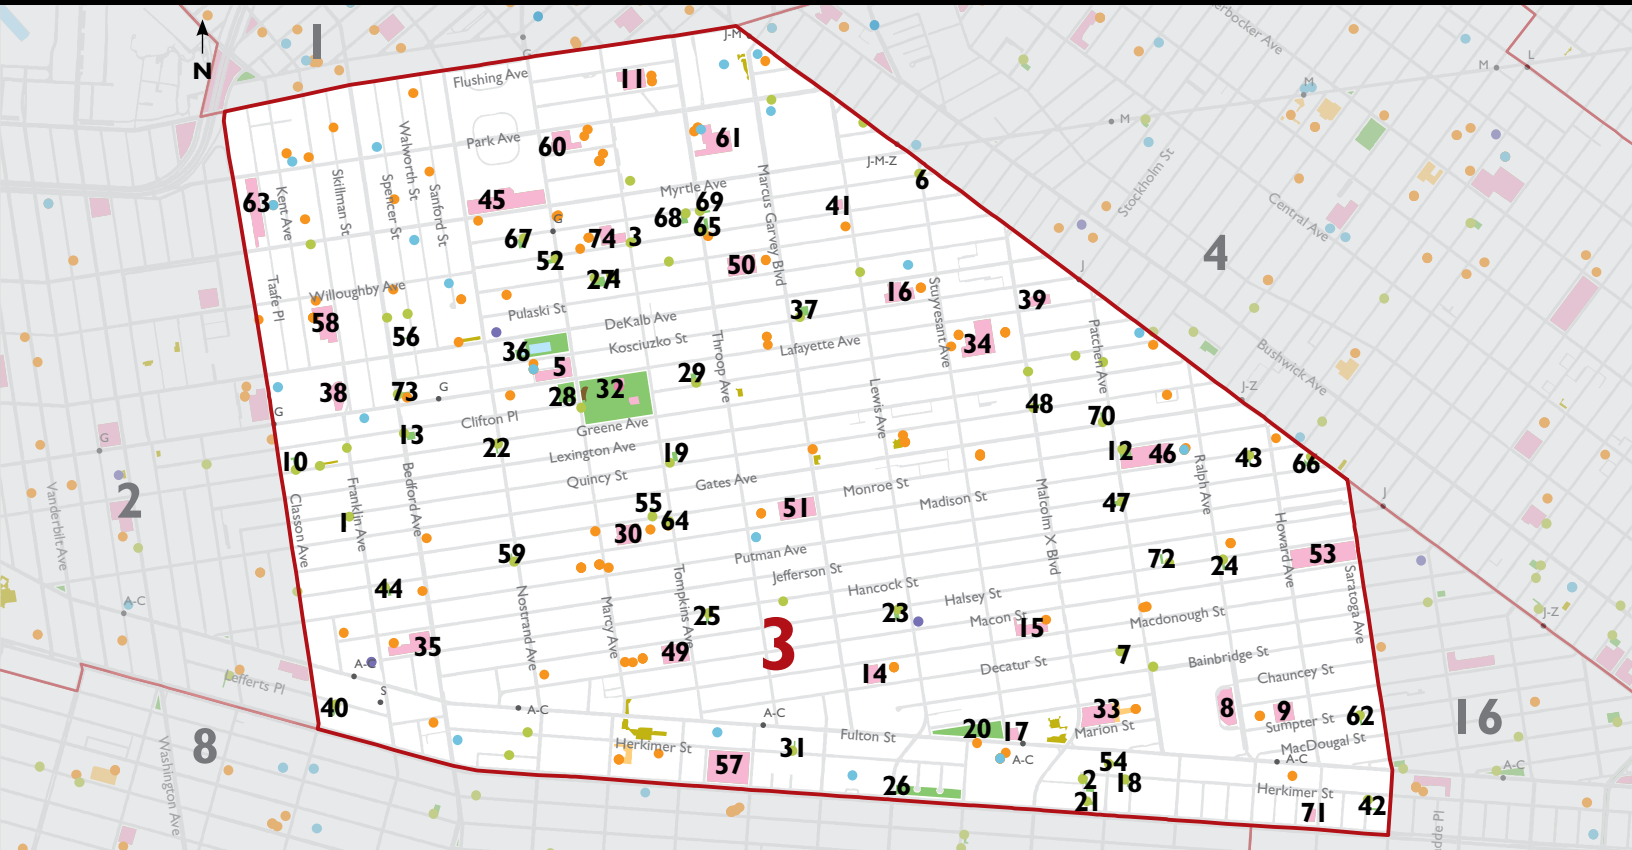 J-M
1
G
erbocker Ave
N
Flushing Ave
11
M
L
M
Park Ave
60
61
Walworth St
M
J-M-Z
6
Stockholm St
Central Ave
63
Kent Ave
Skillman St
Spencer St
Sanford St
45
Myrtle Ave
69
68
65
Marcus Garvey Blvd
41
G
67
74
3
52
4
27
4
50
J
Taafe Pl
Willoughby Ave
58
56
Pulaski St
DeKalb Ave
Kosciuzko St
37
16
39
Stuyvesant Ave
34
Lafayette Ave
36
5
Throop Ave
29
Patchen Ave
Bushwick Ave
38
73
G
28
32
Lewis Ave
48
J-Z
70
G
Clifton Pl
Greene Ave
13
22
Lexington Ave
19
12
46
43
66
G
10
Quincy St
Gates Ave
Monroe St
Madison St
Ralph Ave
J
2
Vanderbilt Ave
Classon Ave
Franklin Ave
Bedford Ave
1
55
64
30
51
47
Malcolm X Blvd
Howard Ave
59
Putman Ave
Jefferson St
72
24
53
A-C
44
Nostrand Ave
Marcy Ave
Tompkins Ave
25
Hancock St
23
Halsey St
Macon St
15
Macdonough St
Saratoga Ave
J-Z
35
49
3
7
A-C
Decatur St
Bainbridge St
14
Chauncey St
Lefferts Pl
S
40
A-C
A-C
33
8
9
62
16
Marion St
Sumpter St
8
Washington Ave
Herkimer St
31
Fulton St
20
17
MacDougal St
57
A-C
54
A-C
A-C
26
2
18
21
Herkimer St
71
42